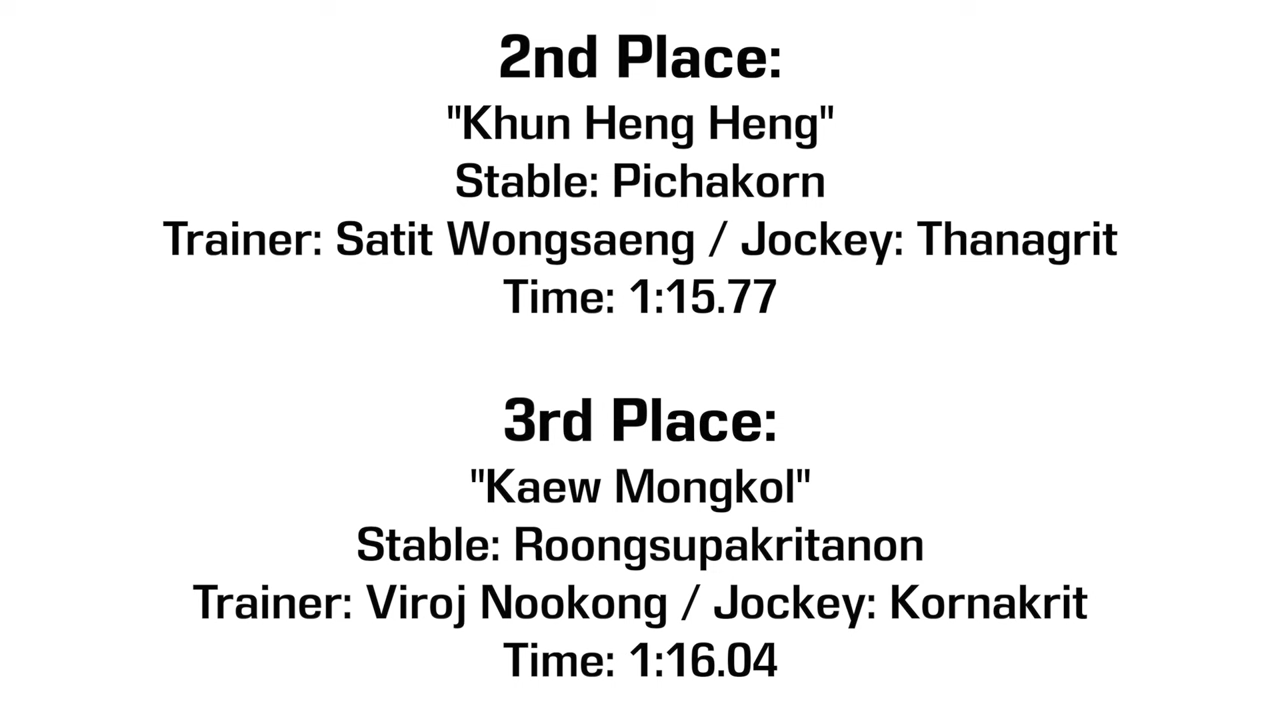 2nd Place:
"Khun Heng Heng"
Stable: Pichakorn
Trainer: Satit Wongsaeng / Jockey: Thanagrit
Time: 1:15.77
3rd Place:
"Kaew Mongkol"
Stable: Roongsupakritanon
Trainer: Viroj Nookong / Jockey: Kornakrit
Time: 1:16.04